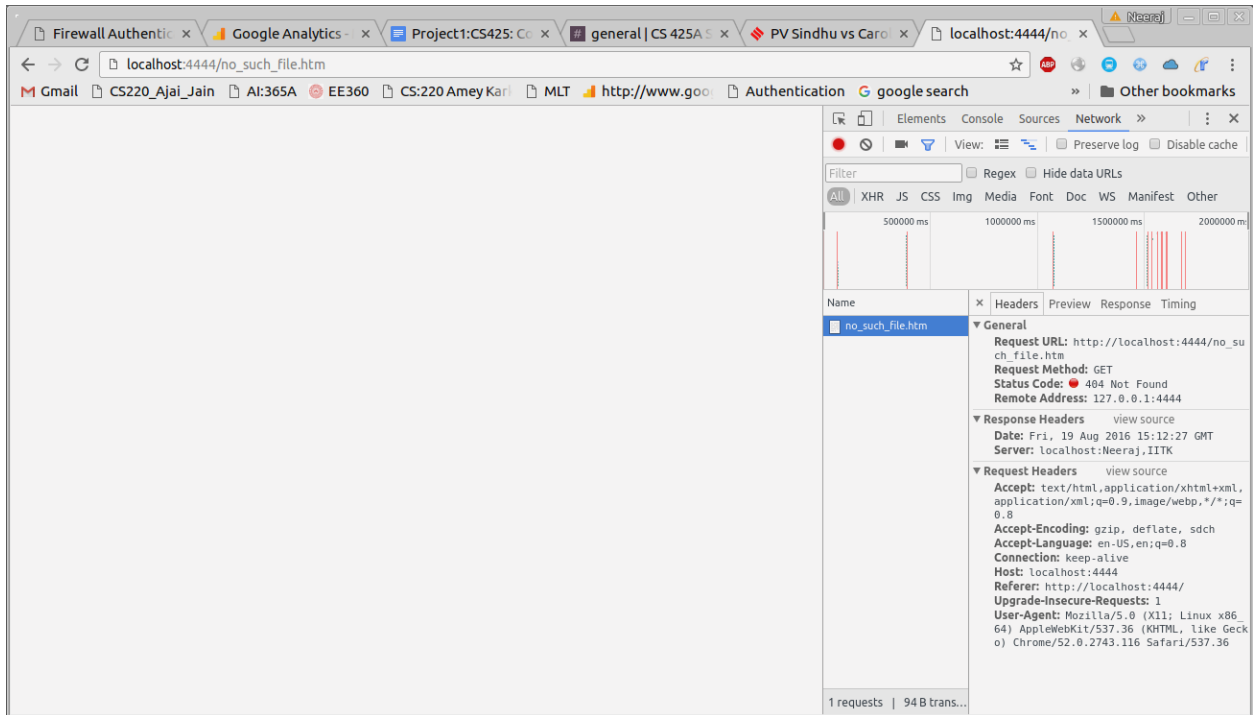 Neeraj
Firewall Authentic
Google Analytics -
Project1:CS425: Co
# general | CS 425A S
PV Sindhu vs Carol
localhost:4444/no_
localhost:4444/no_such_file.htm
ABP
Gmail CS220_Ajai_Jain AI:365A EE360 CS:220 Amey Kar MLT http://www.goo Authentication G google search » Other bookmarks
Elements Console Sources Network »
View: Preserve log Disable cache
Filter Regex Hide data URLs
All XHR JS CSS Img Media Font Doc WS Manifest Other
500000 ms 1000000 ms 1500000 ms 2000000 m
Name
no_such_file.htm
1 requests | 94 B trans...
× Headers Preview Response Timing
General
Request URL: http://localhost:4444/no_su
ch_file.htm
Request Method: GET
Status Code: 404 Not Found
Remote Address: 127.0.0.1:4444
Response Headers view source
Date: Fri, 19 Aug 2016 15:12:27 GMT
Server: localhost:Neeraj,IITK
Request Headers view source
Accept: text/html,application/xhtml+xml,
application/xml;q=0.9,image/webp,*/*;q=
0.8
Accept-Encoding: gzip, deflate, sdch
Accept-Language: en-US,en;q=0.8
Connection: keep-alive
Host: localhost:4444
Referer: http://localhost:4444/
Upgrade-Insecure-Requests: 1
User-Agent: Mozilla/5.0 (X11; Linux x86_
64) AppleWebKit/537.36 (KHTML, like Geck
o) Chrome/52.0.2743.116 Safari/537.36